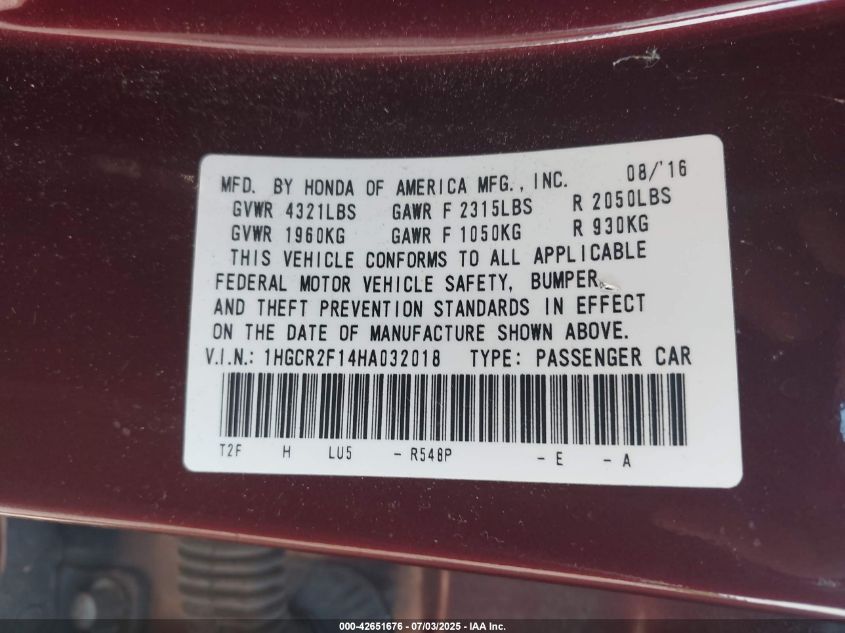 MFD. BY HONDA OF AMERICA MFG., INC. 08/'16
GVWR 4321LBS GAWR F 2315LBS R 2050LBS
GVWR 1960KG GAWR F 1050KG R 930KG
THIS VEHICLE CONFORMS TO ALL APPLICABLE
FEDERAL MOTOR VEHICLE SAFETY, BUMPER,
AND THEFT PREVENTION STANDARDS IN EFFECT
ON THE DATE OF MANUFACTURE SHOWN ABOVE.
V.I.N.: 1HGCR2F14HA032018 TYPE: PASSENGER CAR
T2F H LU5 - R548P - E - A
000-42651676 - 07/03/2025 - IAA Inc.